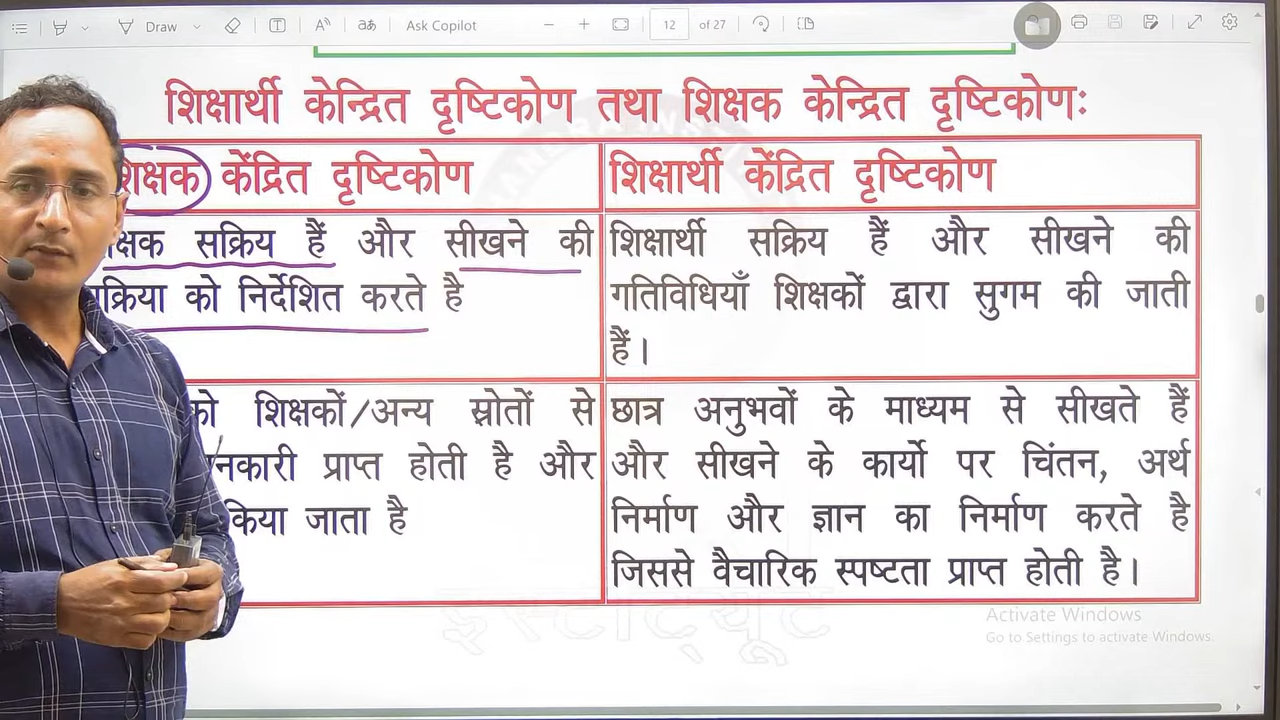 Draw
Ask Copilot
12 of 27
शिक्षार्थी केन्द्रित दृष्टिकोण तथा शिक्षक केन्द्रित दृष्टिकोणः
केंद्रित दृष्टिकोण
शिक्षार्थी केंद्रित दृष्टिकोण
सक्रिय हैं और सीखने की
को निर्देशित करते है
शिक्षार्थी सक्रिय हैं और सीखने की
गतिविधियाँ शिक्षकों द्वारा सुगम की जाती
हैं।
को शिक्षकों/अन्य स्रोतों से
प्राप्त होती है और
किया जाता है
छात्र अनुभवों के माध्यम से सीखते हैं
और सीखने के कार्यो पर चिंतन, अर्थ
निर्माण और ज्ञान का निर्माण करते है
जिससे वैचारिक स्पष्टता प्राप्त होती है।
इंस्टीट्यूट
Activate Windows
Go to Settings to activate Windows.